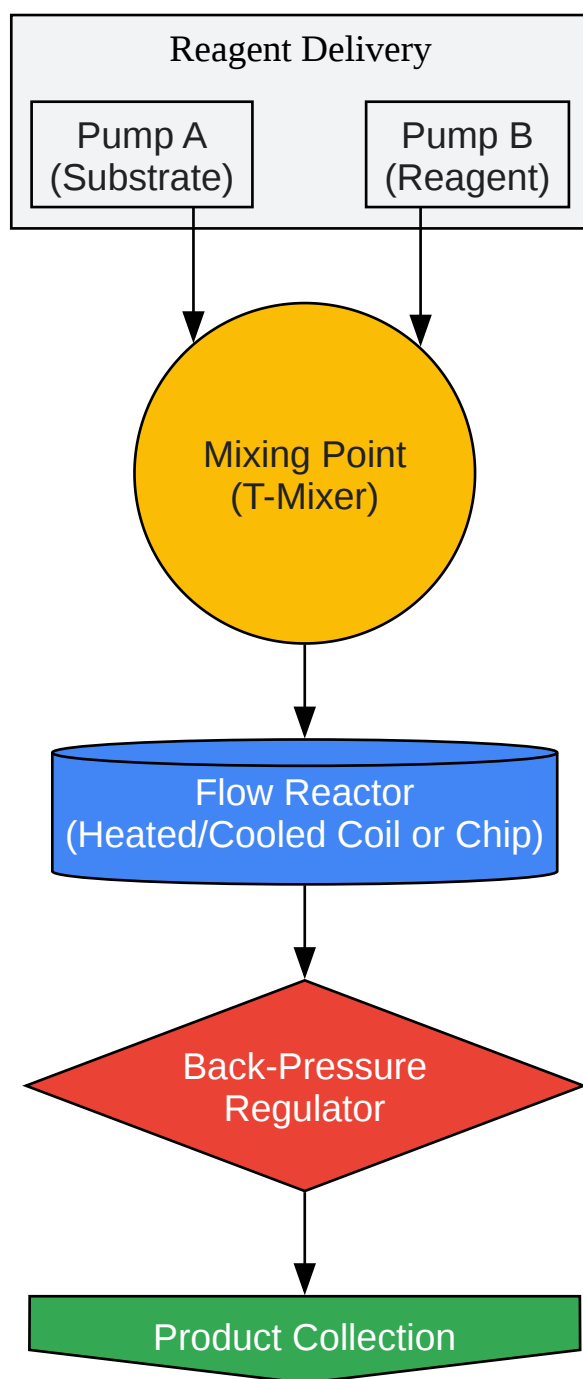 Reagent Delivery
Pump A
(Substrate)
Pump B
(Reagent)
Mixing Point
(T-Mixer)
Flow Reactor
(Heated/Cooled Coil or Chip)
Back-Pressure
Regulator
Product Collection